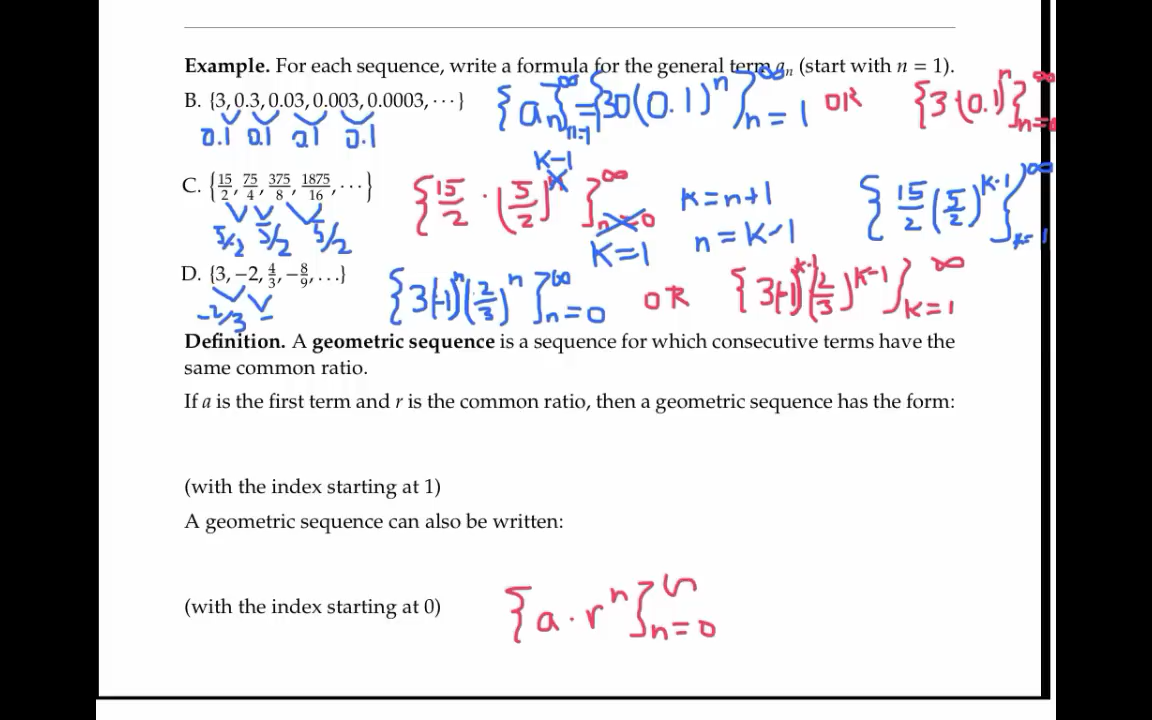 Example. For each sequence, write a formula for the general term aₙ (start with n = 1).
B. {3, 0.3, 0.03, 0.003, 0.0003, ⋯ } {aₙ}^∞_{n=1} = {30(0.1)^n}^∞_{n=1} OR {3(0.1)^n}^∞_{n=0}
0.1 0.1 0.1 0.1
K-1
C. {15/2, 75/4, 375/8, 1875/16, ⋯ } {15/2 · (5/2)^n}^∞_{n=0} K=n+1 {15/2 (5/2)^{K-1}}^∞_{K=1}
5/2 5/2 5/2 K=1 n=K-1
D. {3, −2, 4/3, −8/9, …} {3(-1)^n (2/3)^n}^∞_{n=0} OR {3(-1)^{K-1} (2/3)^{K-1}}^∞_{K=1}
-2/3
Definition. A geometric sequence is a sequence for which consecutive terms have the
same common ratio.
If a is the first term and r is the common ratio, then a geometric sequence has the form:
(with the index starting at 1)
A geometric sequence can also be written:
(with the index starting at 0) {a · r^n}_{n=0}